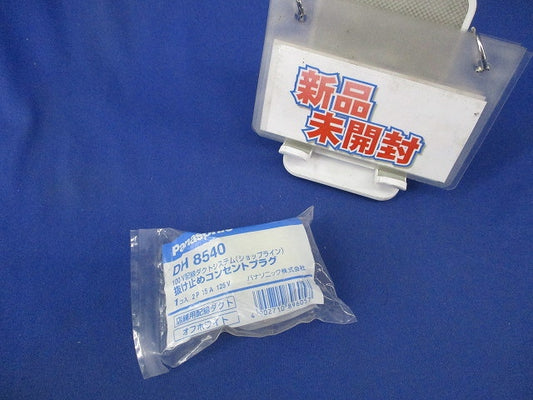 新品
未開封
Panasonic
DH 8540
100V配線ダクトシステム(ショップライン)
抜け止めコンセントプラグ
パナソニック株式会社
1コ入 2P 15A 125V
店舗用配線ダクト
オフホワイト